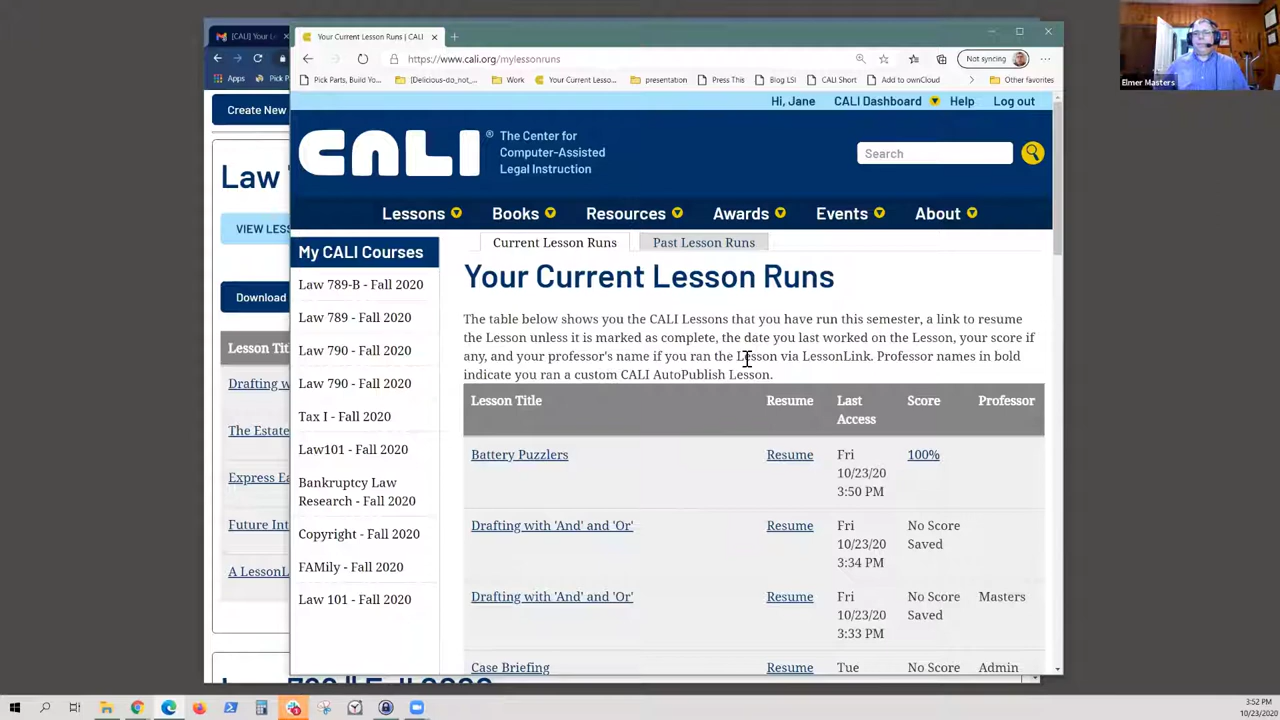 [CALI] Your Le
Your Current Lesson Runs | CALI
https://www.cali.org/mylessonruns
Not syncing
Apps
Pick Parts, Build Yo...
[Delicious-do_not_...
Work
Your Current Lesso...
presentation
Press This
Blog LSI
CALI Short
Add to ownCloud
Other favorites
Elmer Masters
Hi, Jane
CALI Dashboard
Help
Log out
Create New
CALI®
The Center for
Computer-Assisted
Legal Instruction
Search
Law
VIEW LESS
Download
Lesson Tit
Drafting w
The Estate
Express Ea
Future Int
A LessonL
Lessons
Books
Resources
Awards
Events
About
My CALI Courses
Law 789-B - Fall 2020
Law 789 - Fall 2020
Law 790 - Fall 2020
Law 790 - Fall 2020
Tax I - Fall 2020
Law101 - Fall 2020
Bankruptcy Law
Research - Fall 2020
Copyright - Fall 2020
FAMily - Fall 2020
Law 101 - Fall 2020
Current Lesson Runs
Past Lesson Runs
Your Current Lesson Runs
The table below shows you the CALI Lessons that you have run this semester, a link to resume
the Lesson unless it is marked as complete, the date you last worked on the Lesson, your score if
any, and your professor's name if you ran the Lesson via LessonLink. Professor names in bold
indicate you ran a custom CALI AutoPublish Lesson.
Lesson Title
Resume
Last
Access
Score
Professor
Battery Puzzlers
Resume
Fri
10/23/20
3:50 PM
100%
Drafting with 'And' and 'Or'
Resume
Fri
10/23/20
3:34 PM
No Score
Saved
Drafting with 'And' and 'Or'
Resume
Fri
10/23/20
3:33 PM
No Score
Saved
Masters
Case Briefing
Resume
Tue
No Score
Admin
3:52 PM
10/23/2020